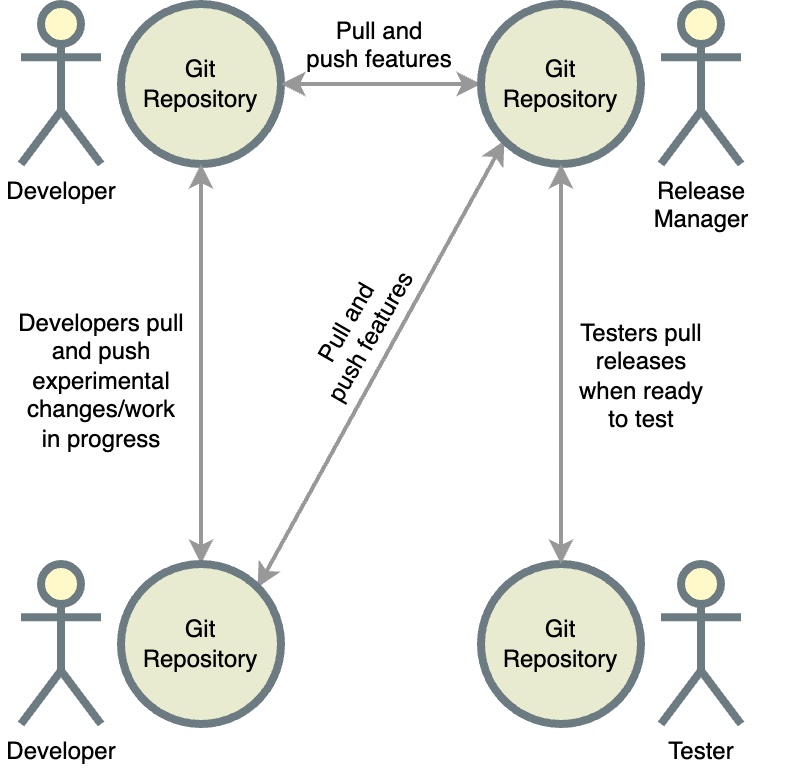 Pull and
push features
Git
Repository
Git
Repository
Developer
Release
Manager
Developers pull
and push
experimental
changes/work
in progress
Pull and
push features
Testers pull
releases
when ready
to test
Git
Repository
Git
Repository
Developer
Tester